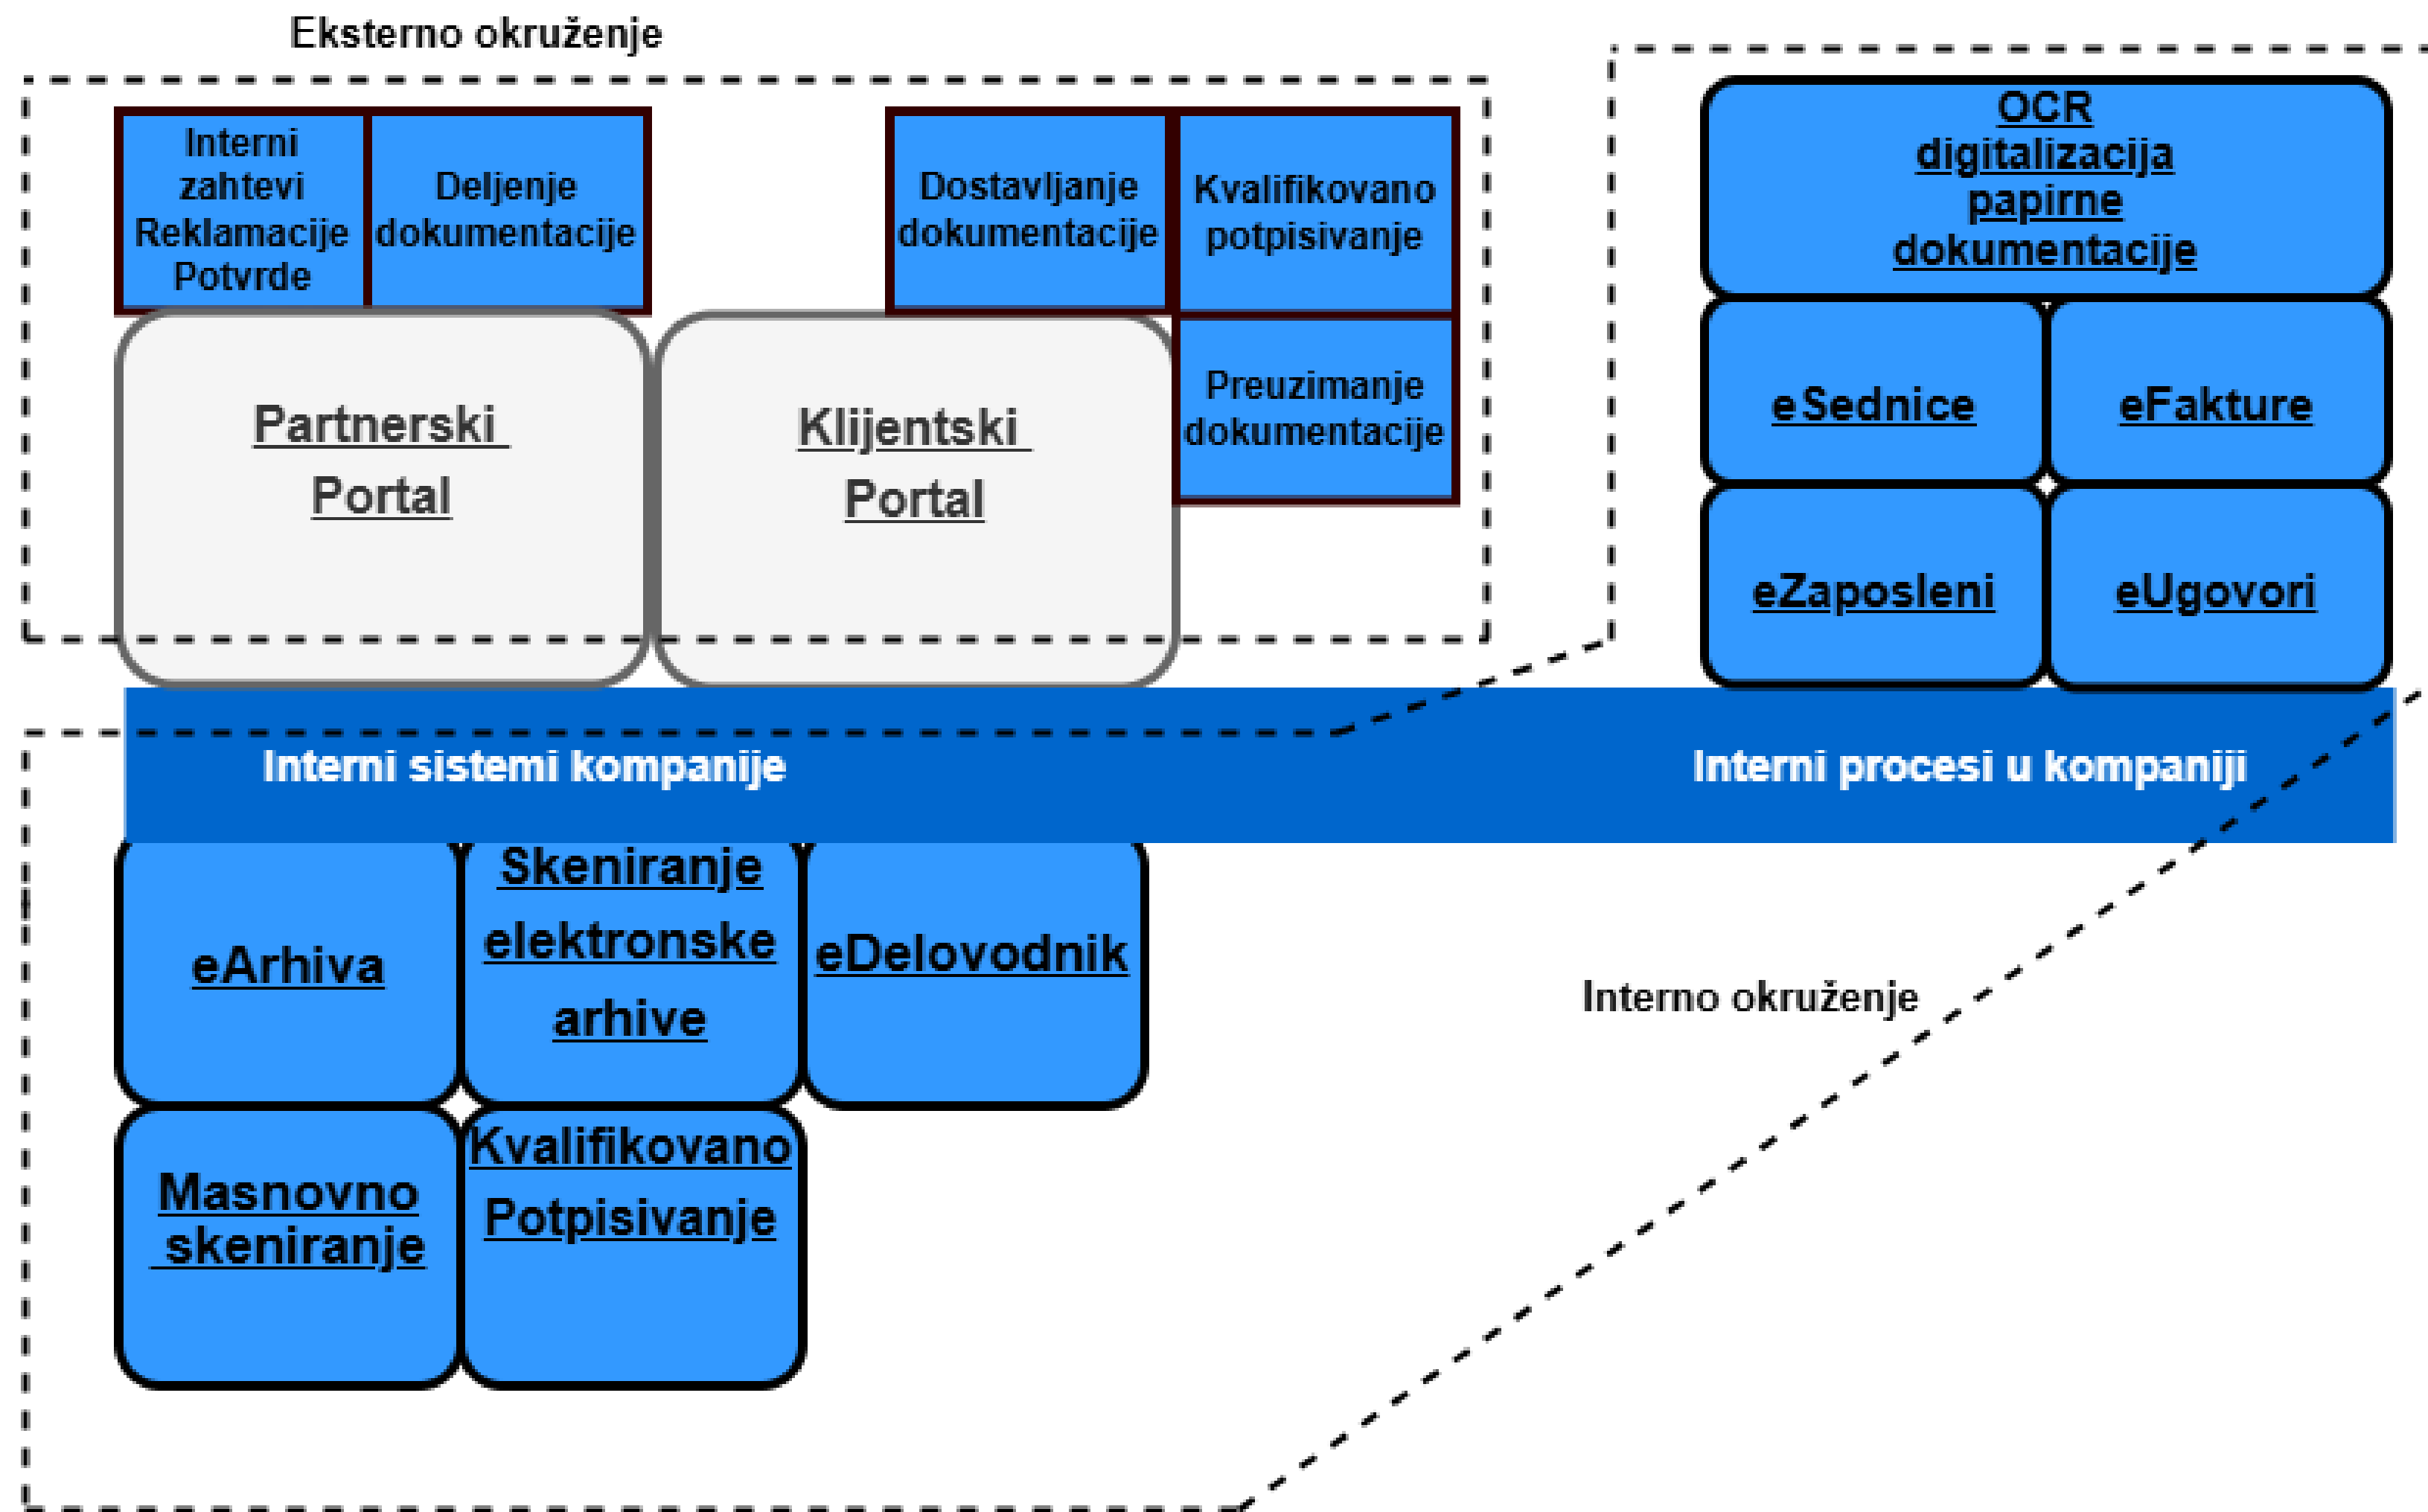 Eksterno okruženje
Interni
zahtevi
Reklamacije
Potvrde
Deljenje
dokumentacije
Dostavljanje
dokumentacije
Kvalifikovano
potpisivanje
Preuzimanje
dokumentacije
Partnerski
Portal
Klijentski
Portal
OCR
digitalizacija
papirne
dokumentacije
eSednice
eFakture
eZaposleni
eUgovori
Interni sistemi kompanije
Interni procesi u kompaniji
eArhiva
Skeniranje
elektronske
arhive
eDelovodnik
Masnovno
skeniranje
Kvalifikovano
Potpisivanje
Interno okruženje